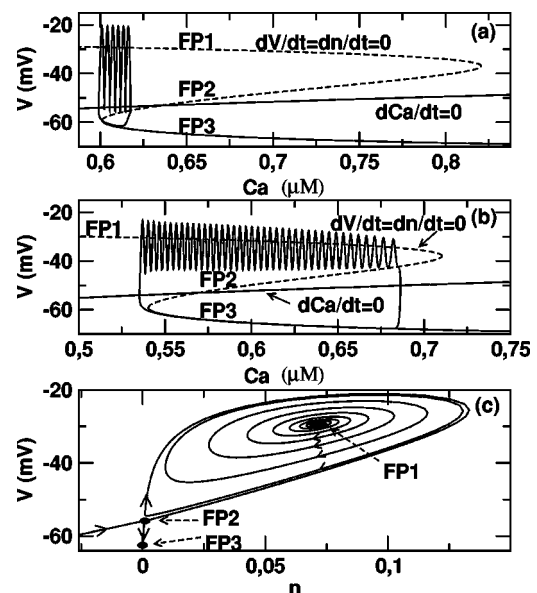 (a)
FP1
dV/dt=dn/dt=0
FP2
dCa/dt=0
FP3
V (mV)
-20
-40
-60
0,6
0,65
0,7
0,75
0,8
Ca (μM)
(b)
FP1
dV/dt=dn/dt=0
FP2
dCa/dt=0
FP3
V (mV)
-20
-40
-60
0,5
0,55
0,6
0,65
0,7
0,75
Ca (μM)
(c)
FP1
FP2
FP3
V (mV)
-20
-40
-60
0
0,05
0,1
n